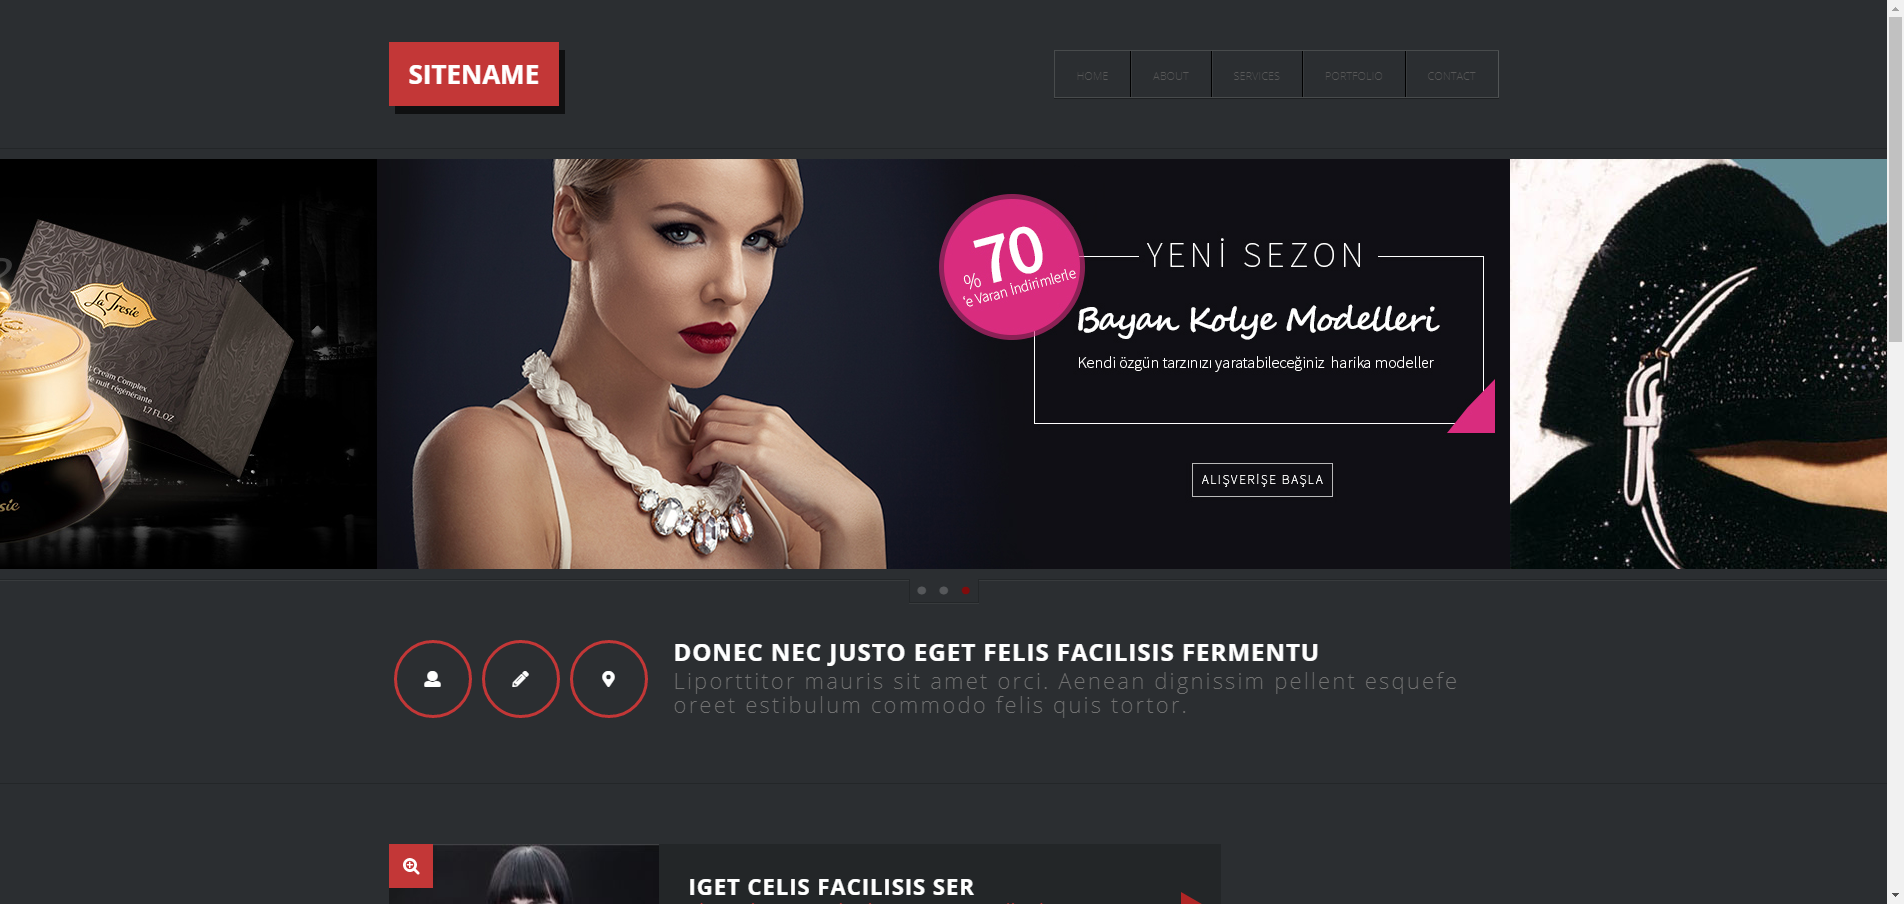 SITENAME
HOME
ABOUT
SERVICES
PORTFOLIO
CONTACT
La Tresie
Cream Complex
de nuit régénérante
1.7 FL.OZ
%70
'e Varan İndirimlerle
YENİ SEZON
Bayan Kolye Modelleri
Kendi özgün tarzınızı yaratabileceğiniz harika modeller
ALIŞVERİŞE BAŞLA
DONEC NEC JUSTO EGET FELIS FACILISIS FERMENTU
Liporttitor mauris sit amet orci. Aenean dignissim pellent esquefe
oreet estibulum commodo felis quis tortor.
IGET CELIS FACILISIS SER